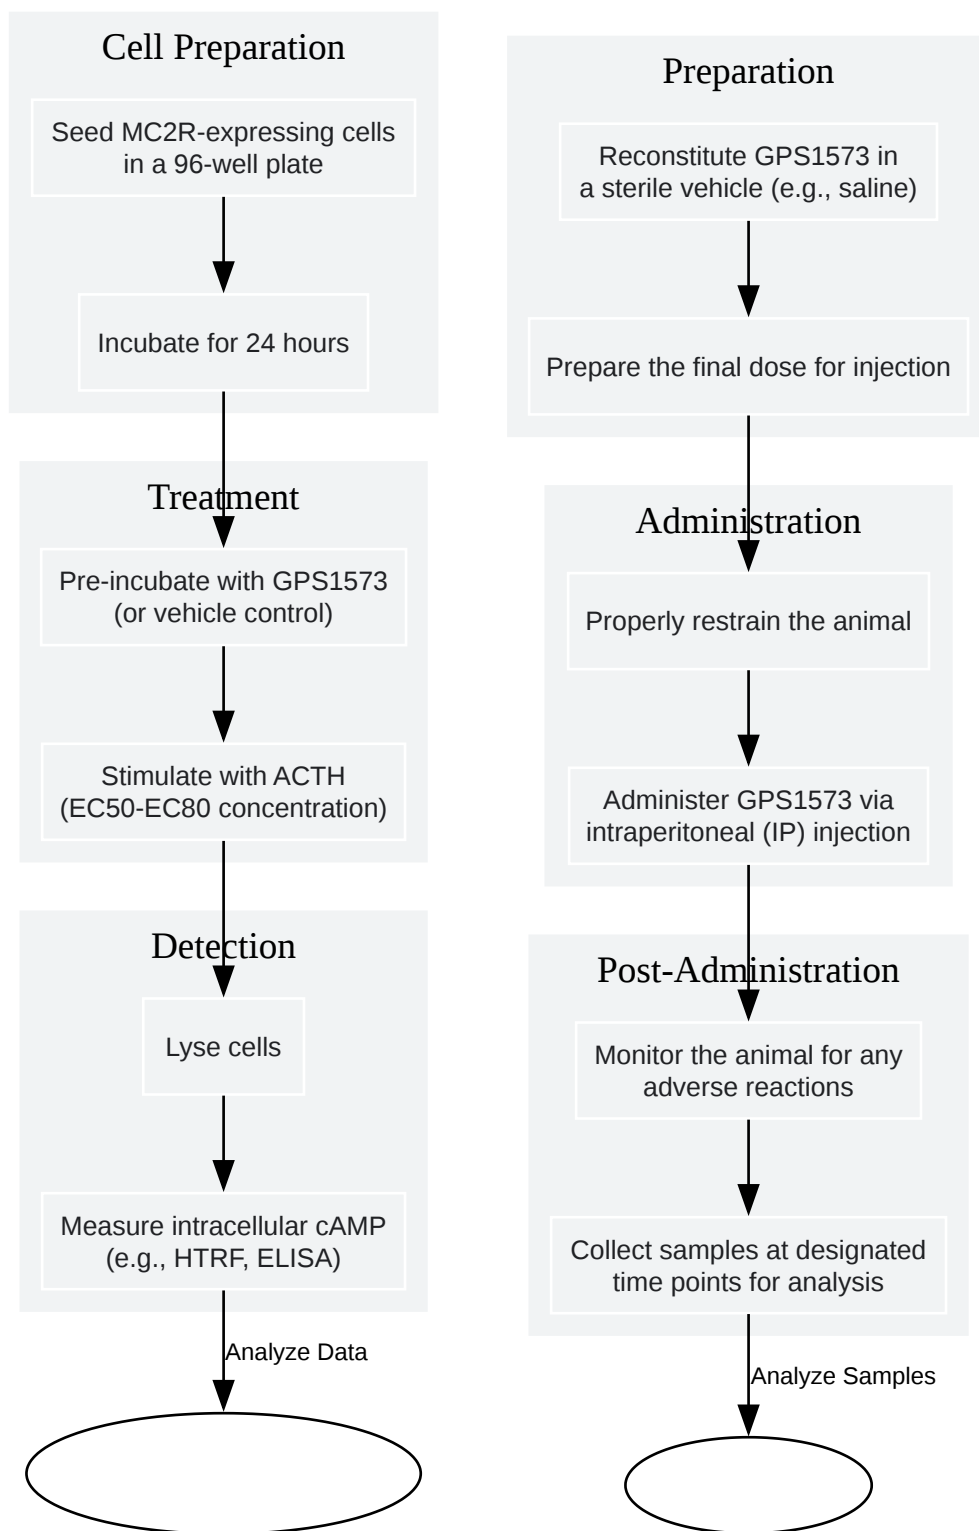 Cell Preparation
Seed MC2R-expressing cells
in a 96-well plate
Incubate for 24 hours
Treatment
Pre-incubate with GPS1573
(or vehicle control)
Stimulate with ACTH
(EC50-EC80 concentration)
Detection
Lyse cells
Measure intracellular cAMP
(e.g., HTRF, ELISA)
Analyze Data
Preparation
Reconstitute GPS1573 in
a sterile vehicle (e.g., saline)
Prepare the final dose for injection
Administration
Properly restrain the animal
Administer GPS1573 via
intraperitoneal (IP) injection
Post-Administration
Monitor the animal for any
adverse reactions
Collect samples at designated
time points for analysis
Analyze Samples